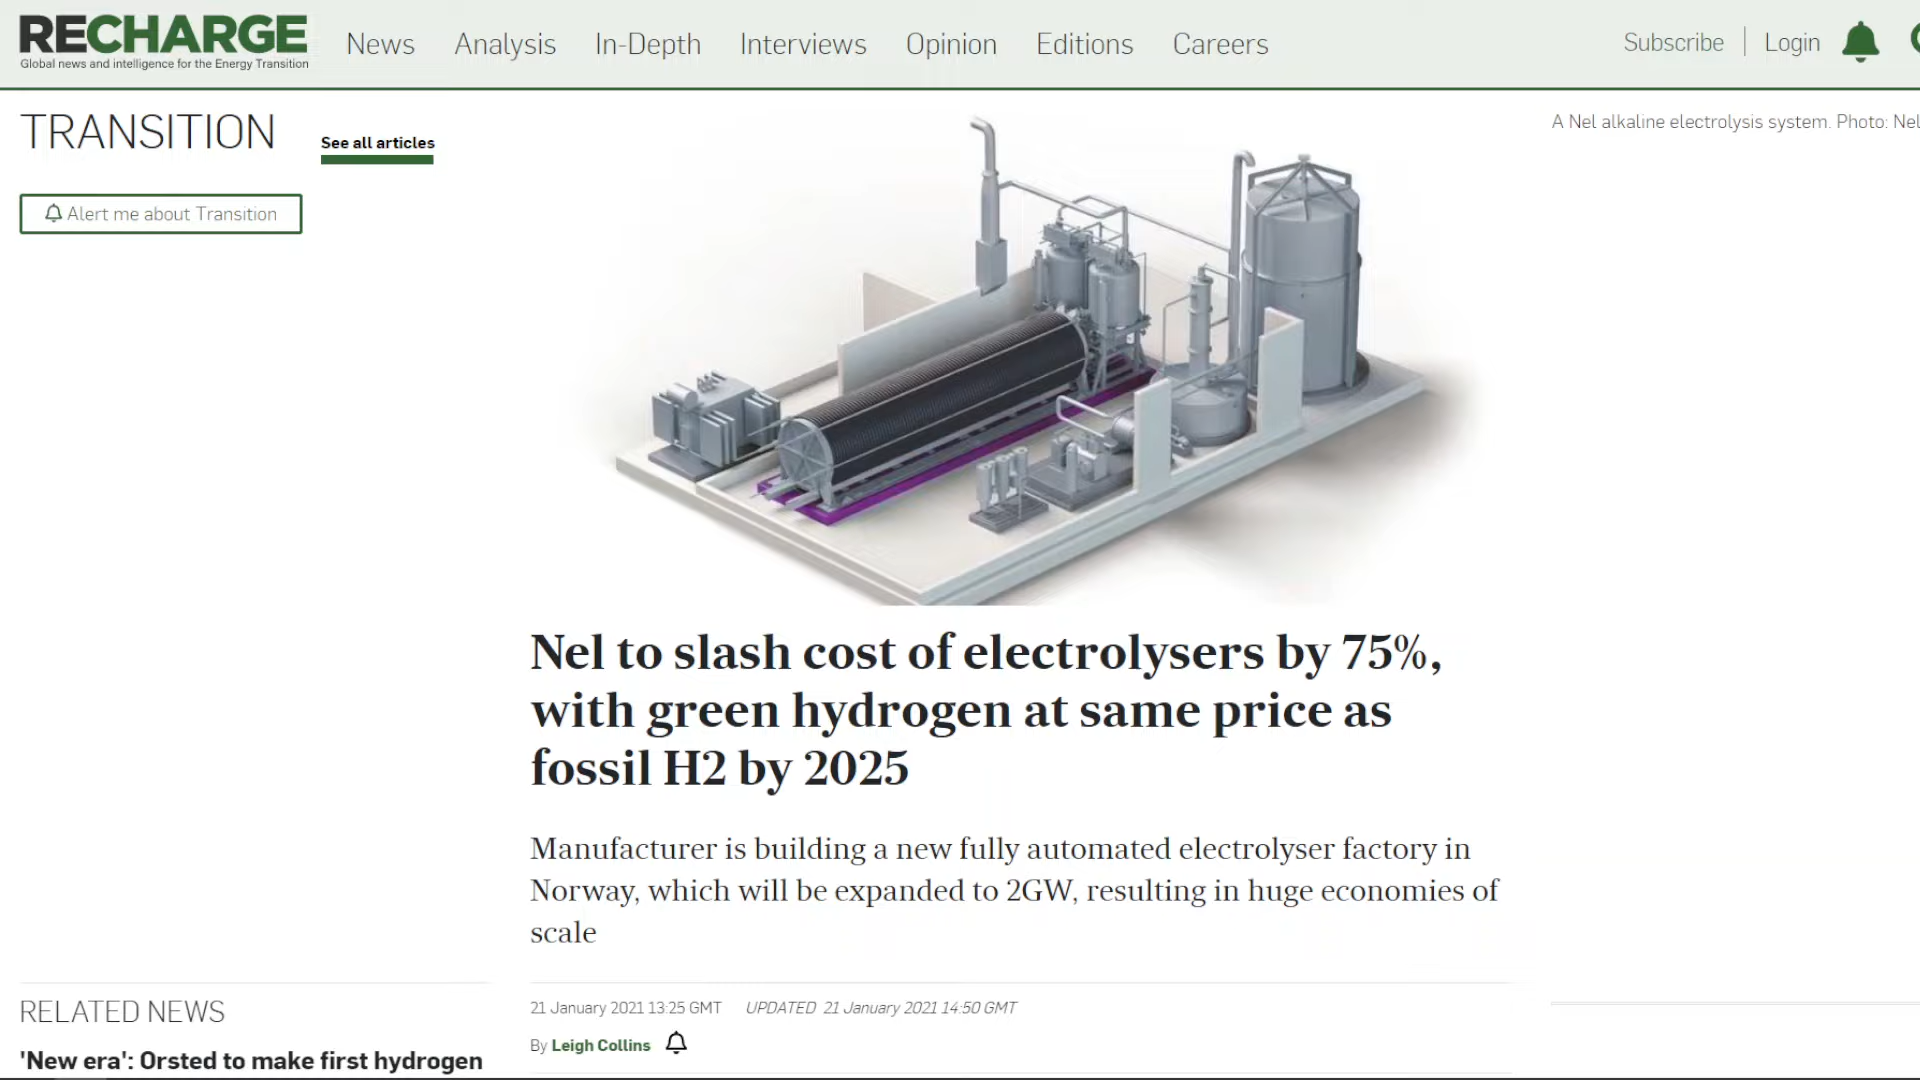 RECHARGE
Global news and intelligence for the Energy Transition
News Analysis In-Depth Interviews Opinion Editions Careers
Subscribe Login
TRANSITION
See all articles
Alert me about Transition
A Nel alkaline electrolysis system. Photo: Nel
Nel to slash cost of electrolysers by 75%,
with green hydrogen at same price as
fossil H2 by 2025
Manufacturer is building a new fully automated electrolyser factory in
Norway, which will be expanded to 2GW, resulting in huge economies of
scale
21 January 2021 13:25 GMT UPDATED 21 January 2021 14:50 GMT
By Leigh Collins
RELATED NEWS
'New era': Orsted to make first hydrogen